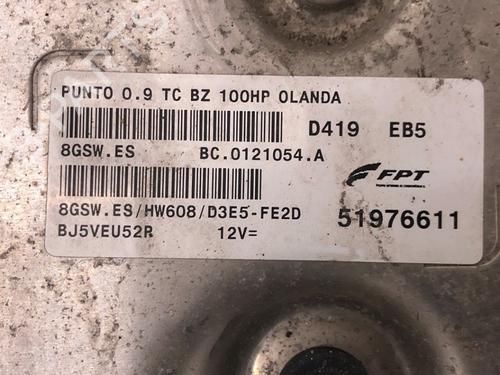 PUNTO 0.9 TC BZ 100HP OLANDA
D419 EB5
8GSW.ES BC.0121054.A
FPT
8GSW.ES/HW608/D3E5-FE2D
51976611
BJ5VEU52R 12V=